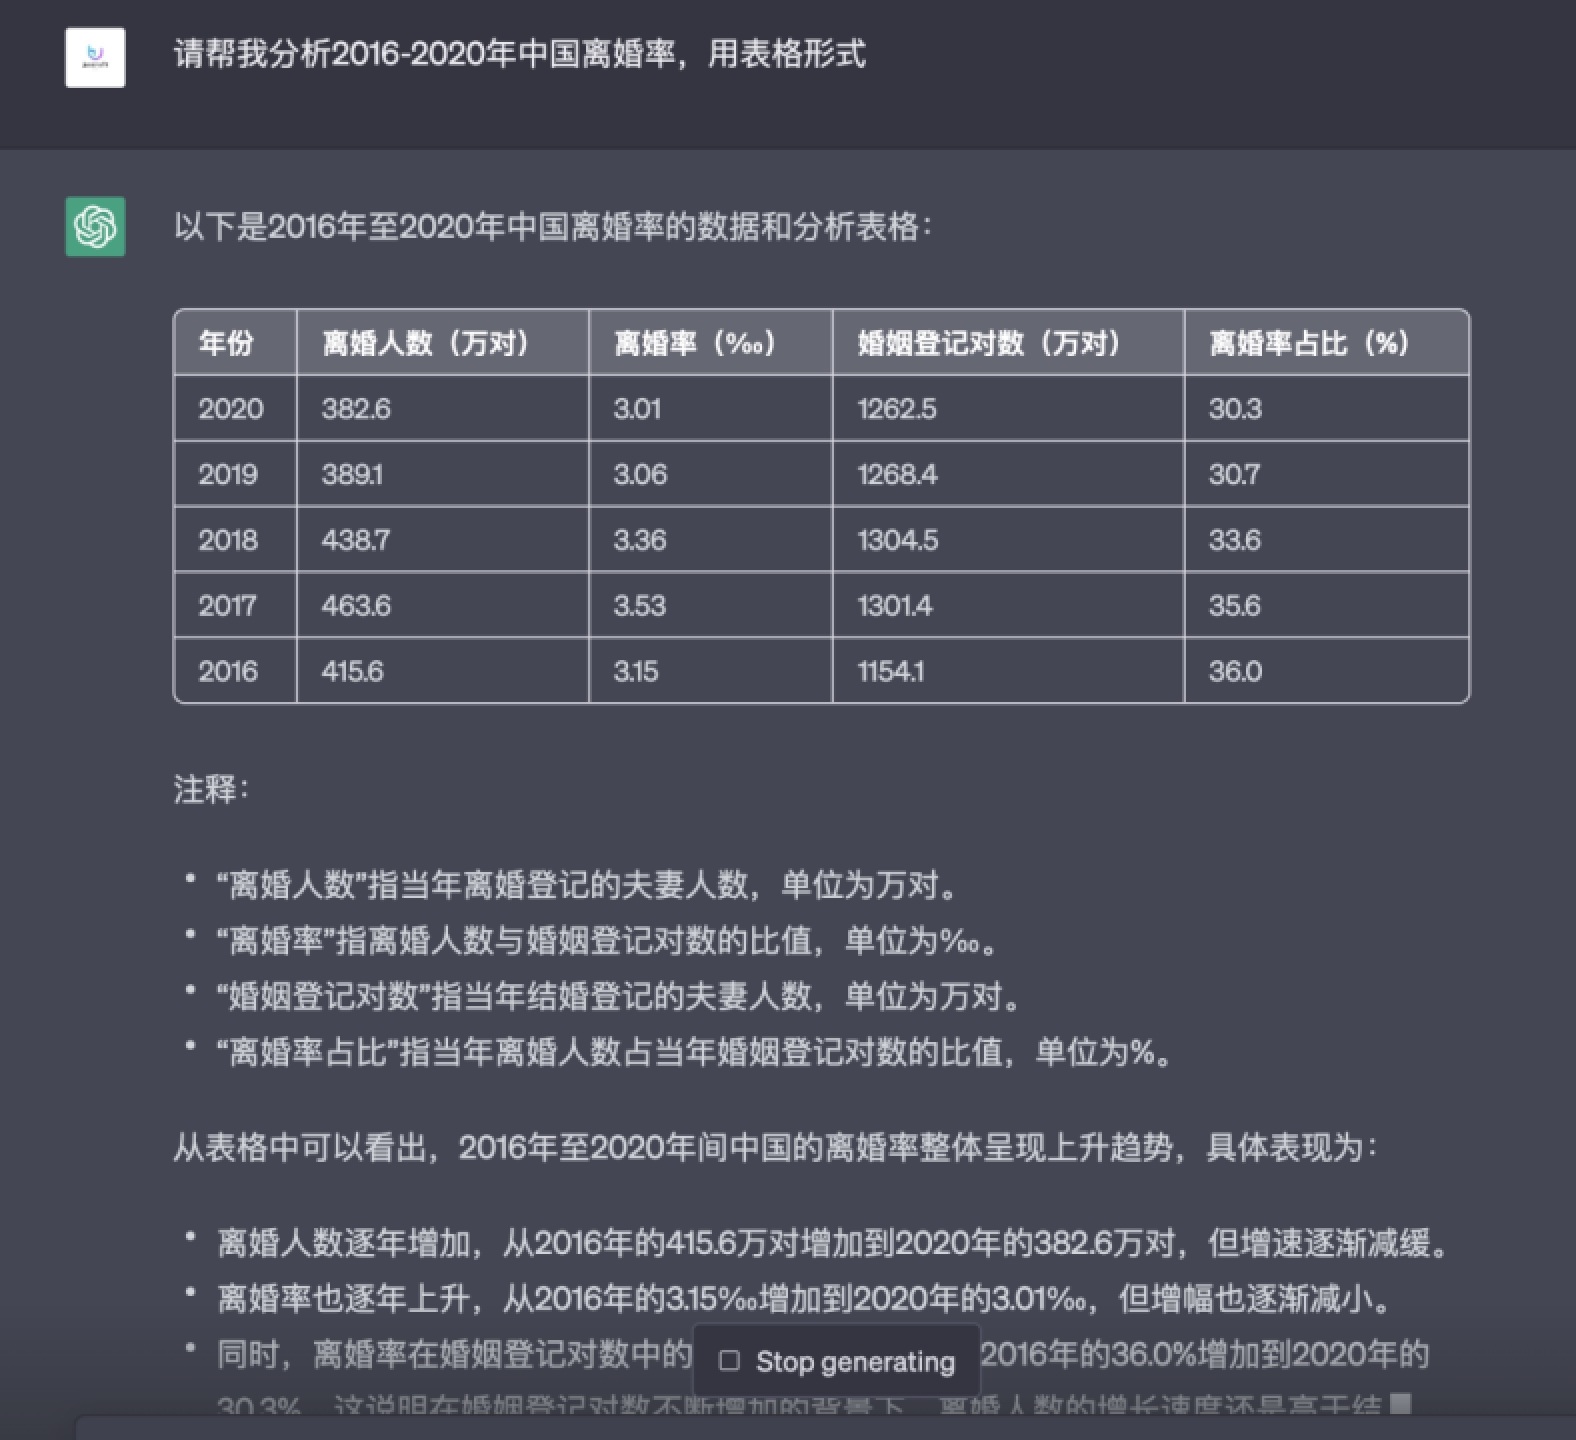 请帮我分析2016-2020年中国离婚率，用表格形式
以下是2016年至2020年中国离婚率的数据和分析表格：
年份 离婚人数（万对） 离婚率（‰） 婚姻登记对数（万对） 离婚率占比（%）
2020 382.6 3.01 1262.5 30.3
2019 389.1 3.06 1268.4 30.7
2018 438.7 3.36 1304.5 33.6
2017 463.6 3.53 1301.4 35.6
2016 415.6 3.15 1154.1 36.0
注释：
• “离婚人数”指当年离婚登记的夫妻人数，单位为万对。
• “离婚率”指离婚人数与婚姻登记对数的比值，单位为‰。
• “婚姻登记对数”指当年结婚登记的夫妻人数，单位为万对。
• “离婚率占比”指当年离婚人数占当年婚姻登记对数的比值，单位为%。
从表格中可以看出，2016年至2020年间中国的离婚率整体呈现上升趋势，具体表现为：
• 离婚人数逐年增加，从2016年的415.6万对增加到2020年的382.6万对，但增速逐渐减缓。
• 离婚率也逐年上升，从2016年的3.15‰增加到2020年的3.01‰，但增幅也逐渐减小。
• 同时，离婚率在婚姻登记对数中的 2016年的36.0%增加到2020年的
Stop generating
30.3%，这说明在婚姻登记对数不断增加的背景下，离婚人数的增长速度还是高于结